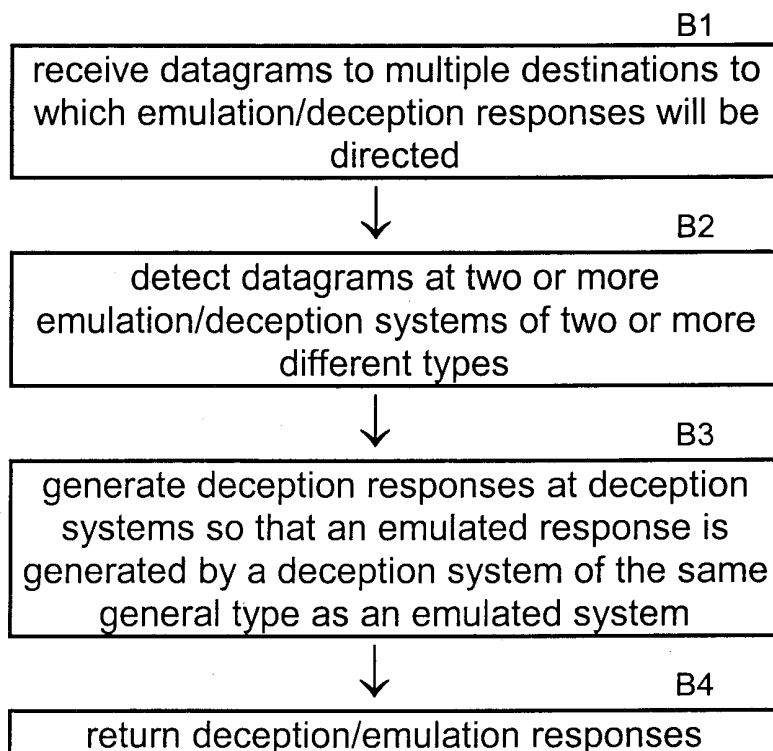 B1
receive datagrams to multiple destinations to
which emulation/deception responses will be
directed
B2
detect datagrams at two or more
emulation/deception systems of two or more
different types
B3
generate deception responses at deception
systems so that an emulated response is
generated by a deception system of the same
general type as an emulated system
B4
return deception/emulation responses